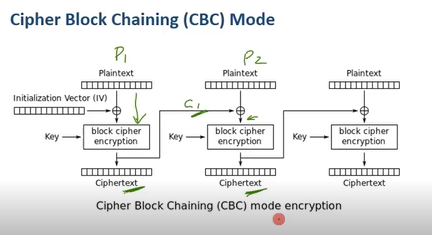 Cipher Block Chaining (CBC) Mode
P1 P2
Plaintext Plaintext Plaintext
Initialization Vector (IV) C1
Key block cipher encryption Key block cipher encryption Key block cipher encryption
Ciphertext Ciphertext Ciphertext
Cipher Block Chaining (CBC) mode encryption